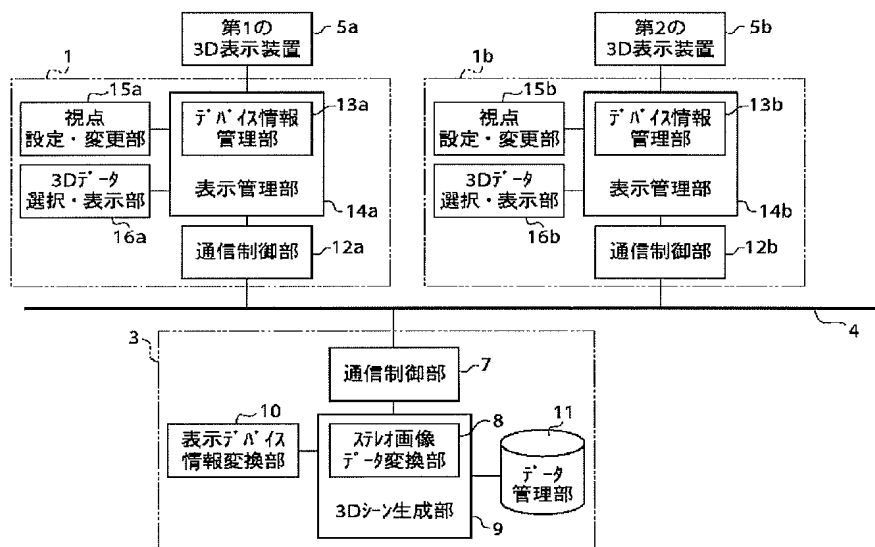 第1の
3D表示装置
5a
第2の
3D表示装置
5b
1
15a
視点
設定・変更部
13a
ﾃﾞﾊﾞｲｽ情報
管理部
3Dﾃﾞｰﾀ
選択・表示部
16a
表示管理部
14a
通信制御部
12a
1b
15b
視点
設定・変更部
13b
ﾃﾞﾊﾞｲｽ情報
管理部
3Dﾃﾞｰﾀ
選択・表示部
16b
表示管理部
14b
通信制御部
12b
4
3
通信制御部
7
10
表示ﾃﾞﾊﾞｲｽ
情報変換部
8
ｽﾃﾚｵ画像
ﾃﾞｰﾀ変換部
3Dｼｰﾝ生成部
9
11
ﾃﾞｰﾀ
管理部